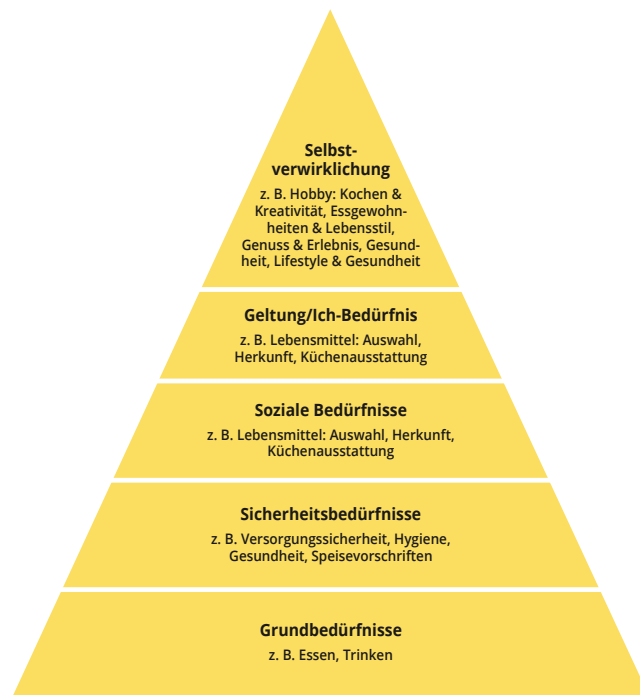 Selbst-
verwirklichung
z. B. Hobby: Kochen &
Kreativität, Essgewohn-
heiten & Lebensstil,
Genuss & Erlebnis, Gesund-
heit, Lifestyle & Gesundheit
Geltung/Ich-Bedürfnis
z. B. Lebensmittel: Auswahl,
Herkunft, Küchenausstattung
Soziale Bedürfnisse
z. B. Lebensmittel: Auswahl, Herkunft,
Küchenausstattung
Sicherheitsbedürfnisse
z. B. Versorgungssicherheit, Hygiene,
Gesundheit, Speisevorschriften
Grundbedürfnisse
z. B. Essen, Trinken